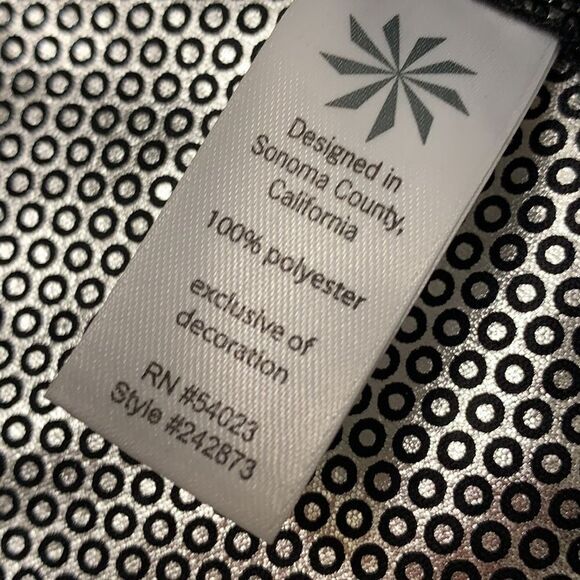 Designed in
Sonoma County,
California
100% polyester
exclusive of
decoration
RN #54023
Style #242873